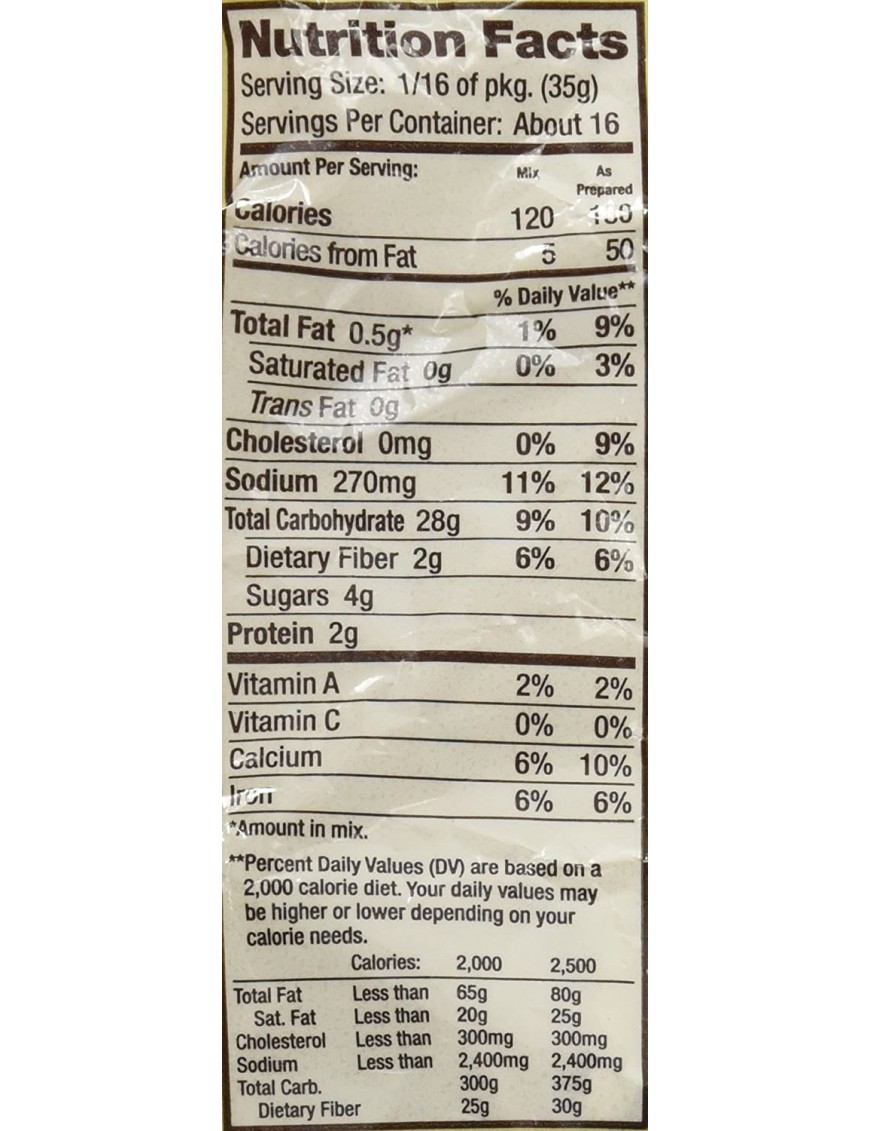 Nutrition Facts
Serving Size: 1/16 of pkg. (35g)
Servings Per Container: About 16
Amount Per Serving: Mix As Prepared
Calories 120
Calories from Fat 5 50
% Daily Value**
Total Fat 0.5g* 1% 9%
Saturated Fat 0g 0% 3%
Trans Fat 0g
Cholesterol 0mg 0% 9%
Sodium 270mg 11% 12%
Total Carbohydrate 28g 9% 10%
Dietary Fiber 2g 6% 6%
Sugars 4g
Protein 2g
Vitamin A 2% 2%
Vitamin C 0% 0%
Calcium 6% 10%
Iron 6% 6%
*Amount in mix.
**Percent Daily Values (DV) are based on a
2,000 calorie diet. Your daily values may
be higher or lower depending on your
calorie needs.
Calories: 2,000 2,500
Total Fat Less than 65g 80g
Sat. Fat Less than 20g 25g
Cholesterol Less than 300mg 300mg
Sodium Less than 2,400mg 2,400mg
Total Carb. 300g 375g
Dietary Fiber 25g 30g